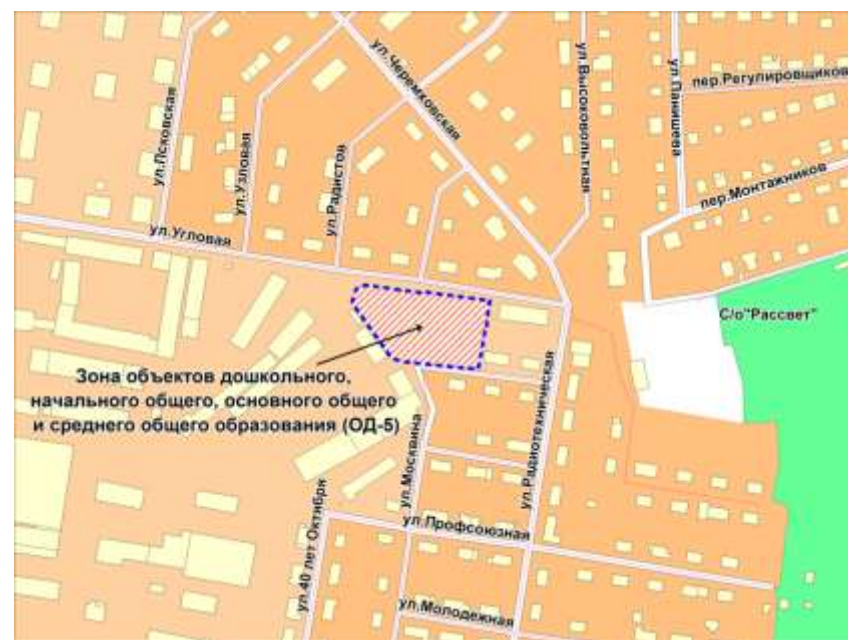 ул.Черемховская
ул.Высоковольтная
ул.Панишева
пер.Регулировщиков
ул.Псковская
ул.Узловая
ул.Радистов
пер.Монтажников
ул.Угловая
С/о"Рассвет"
Зона объектов дошкольного,
начального общего, основного общего
и среднего общего образования (ОД-5)
ул.Москвина
ул.Радиотехническая
ул.Профсоюзная
ул.40 лет Октября
ул.Молодежная